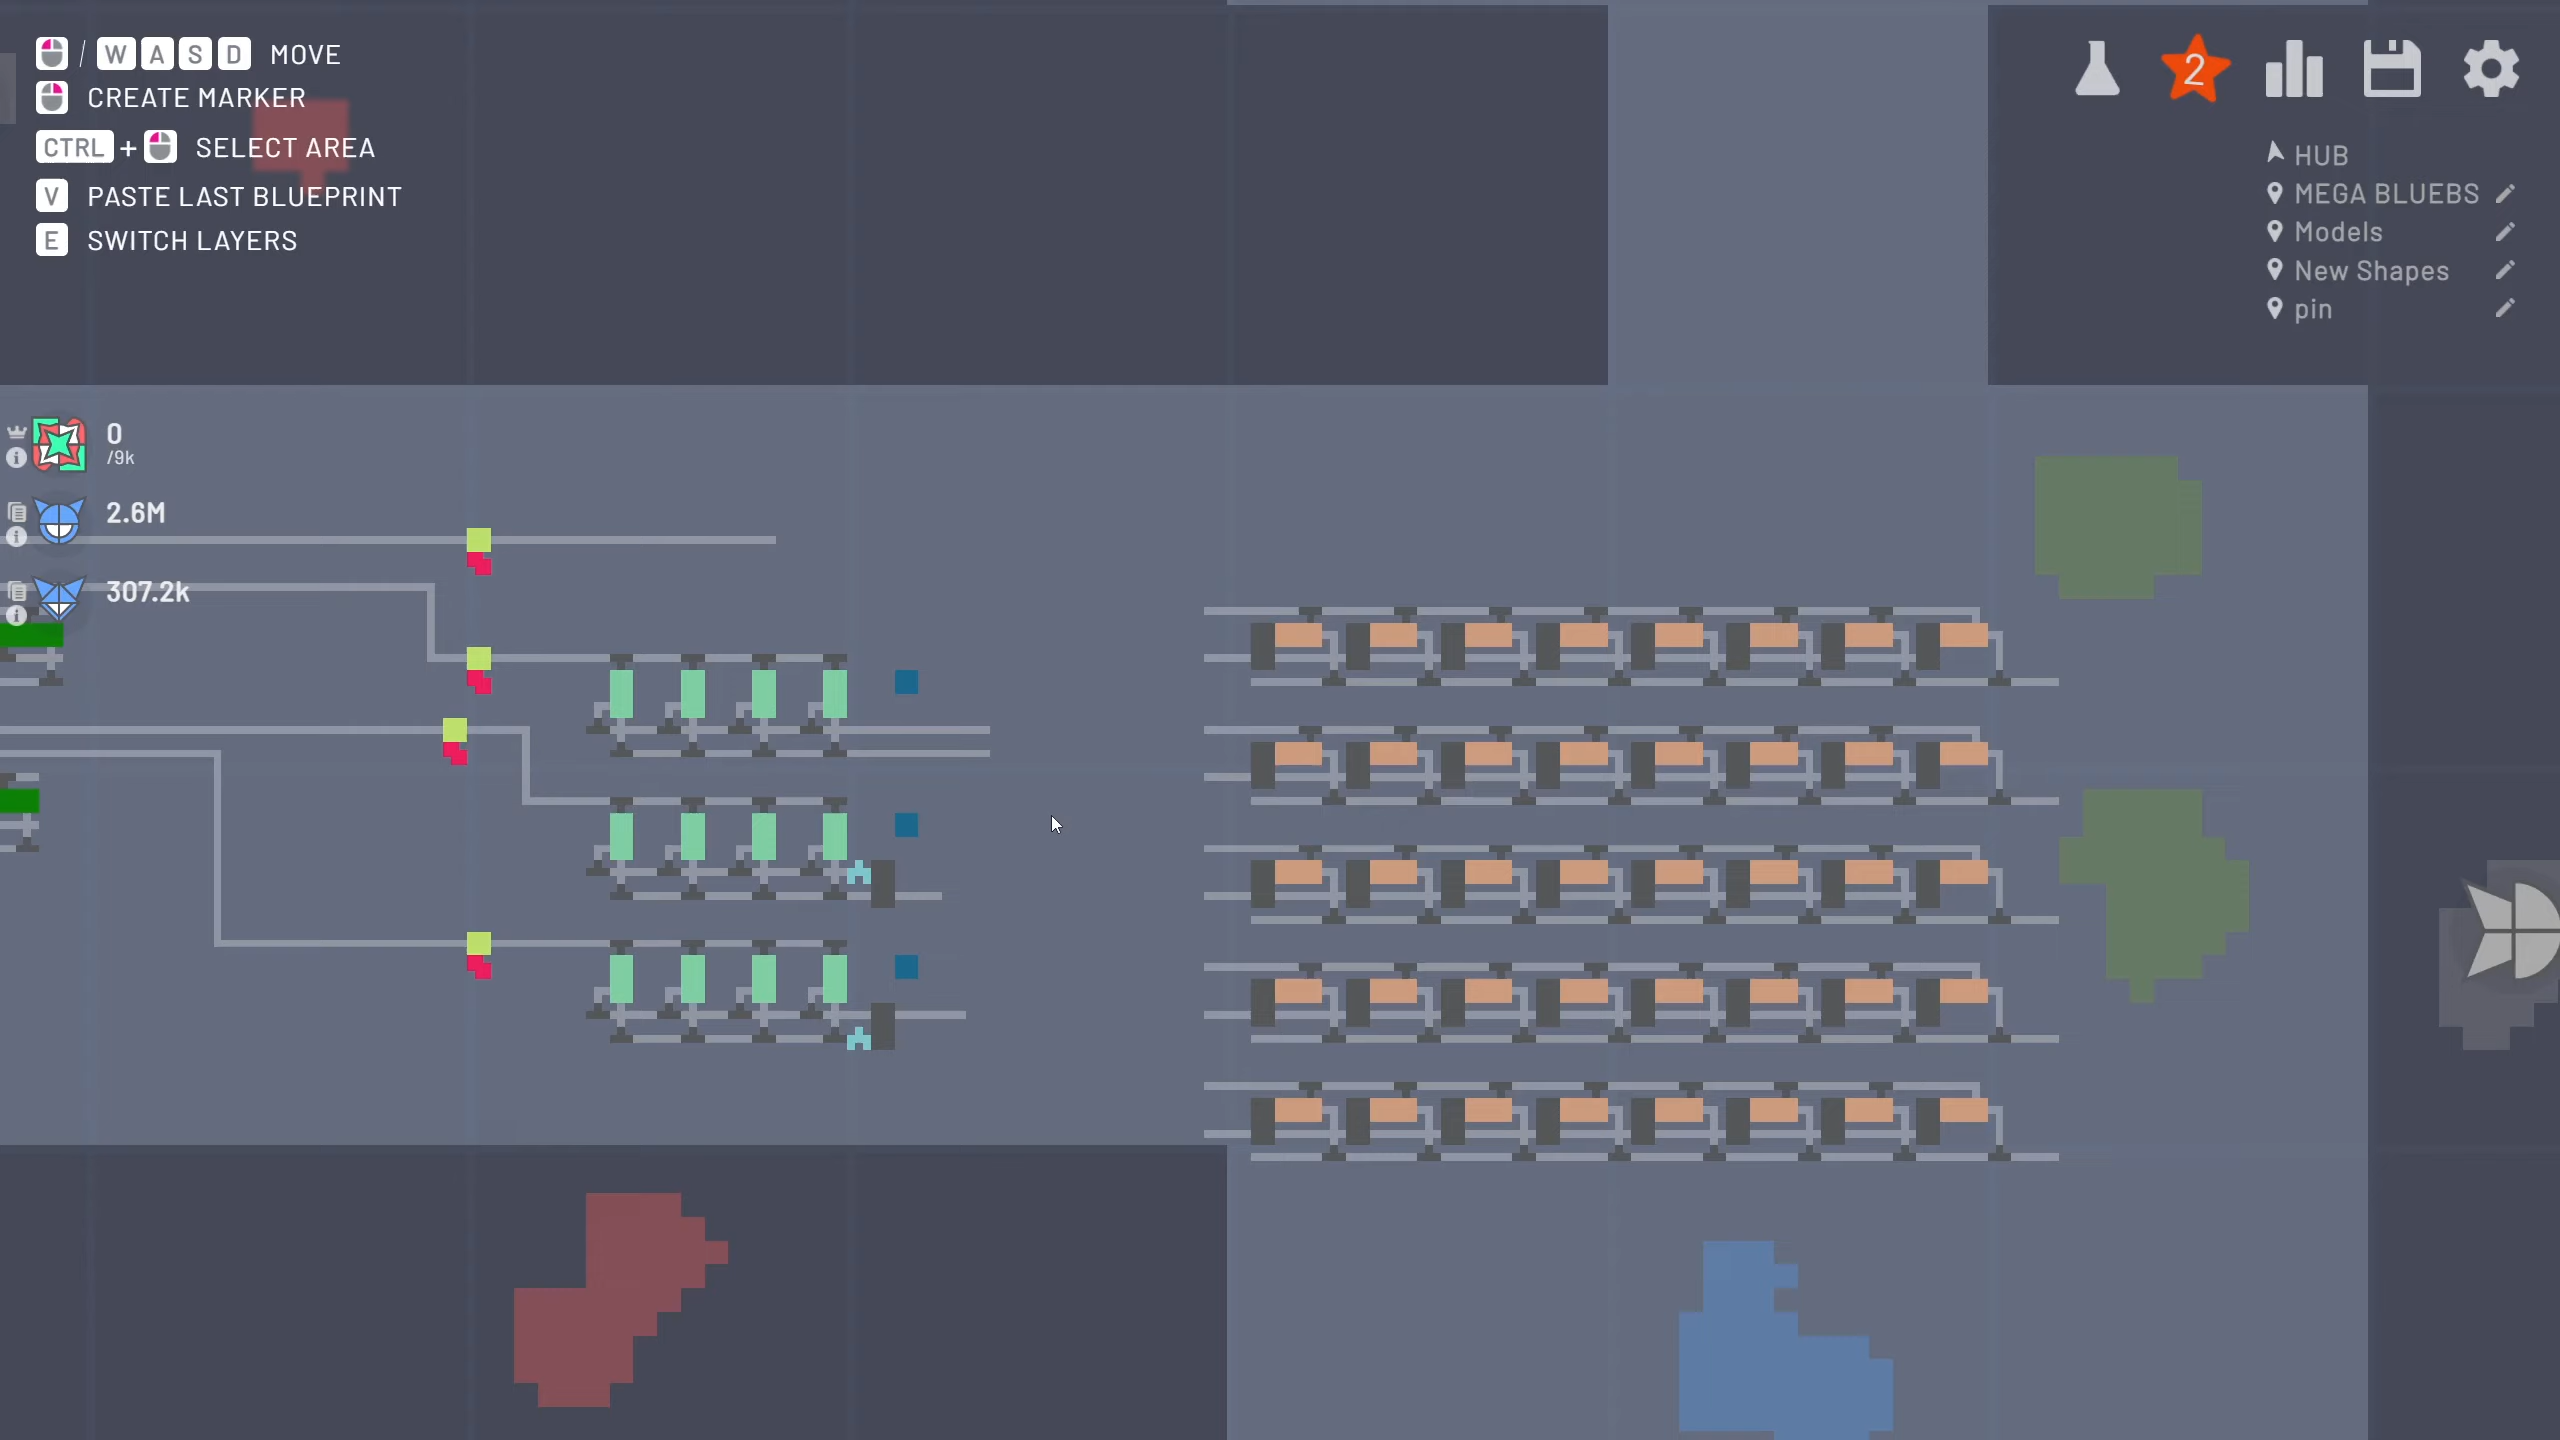 / W A S D MOVE
CREATE MARKER
CTRL + SELECT AREA
V PASTE LAST BLUEPRINT
E SWITCH LAYERS
2
HUB
MEGA BLUEBS
Models
New Shapes
pin
0
/9k
2.6M
307.2k